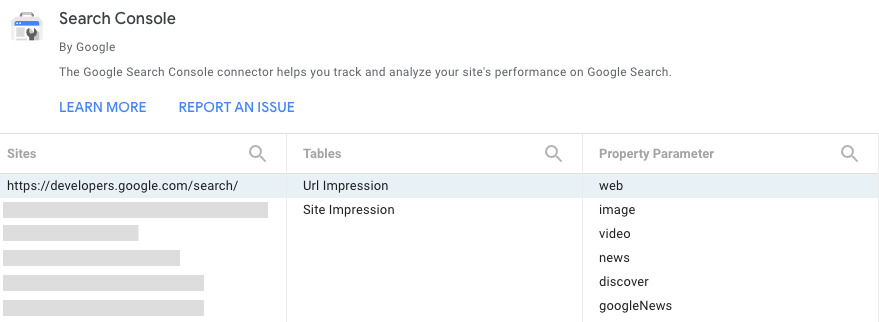 Search Console
By Google
The Google Search Console connector helps you track and analyze your site's performance on Google Search.
LEARN MORE REPORT AN ISSUE
Sites Tables Property Parameter
https://developers.google.com/search/ Url Impression web
Site Impression image
video
news
discover
googleNews